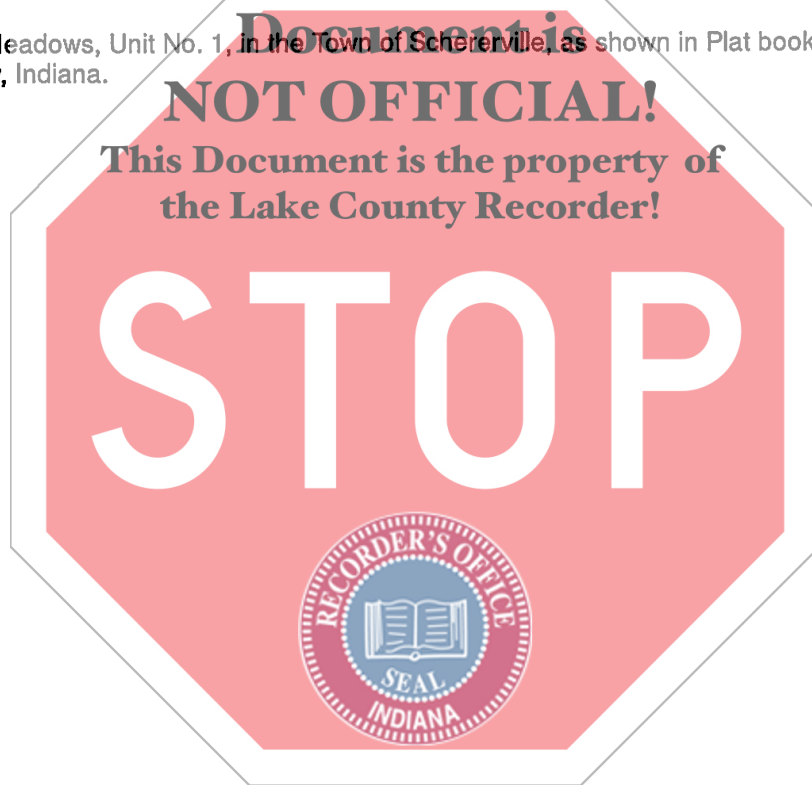 Document is
eadows, Unit No. 1, in the Town of Schererville, as shown in Plat book
, Indiana.
NOT OFFICIAL!
This Document is the property of
the Lake County Recorder!
STOP
RECORDER'S OFFICE
SEAL
INDIANA